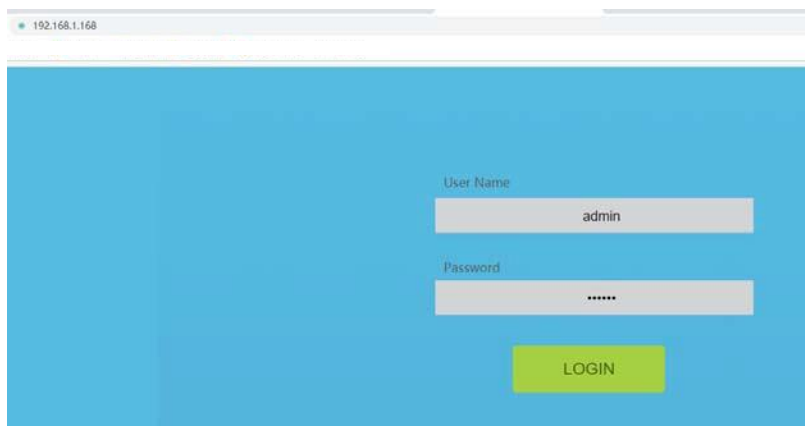 192.168.1.168
User Name
admin
Password
••••••
LOGIN